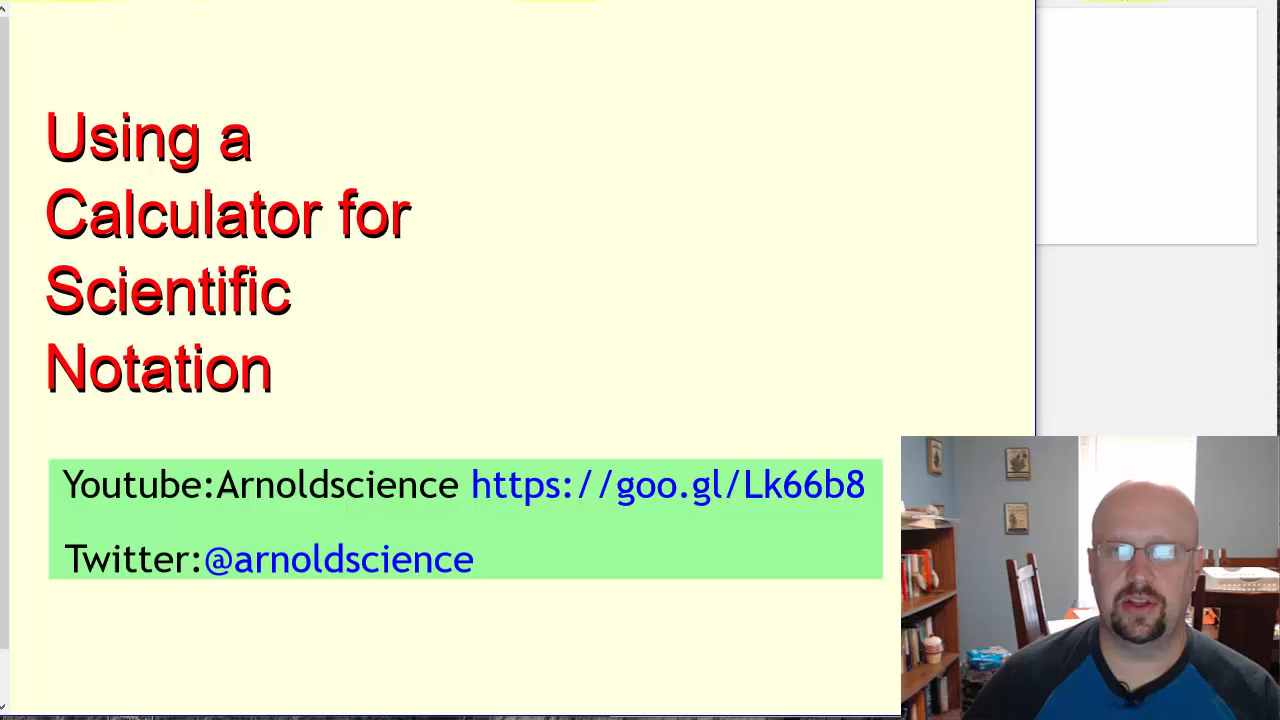 Using a
Calculator for
Scientific
Notation
Youtube:Arnoldscience https://goo.gl/Lk66b8
Twitter:@arnoldscience